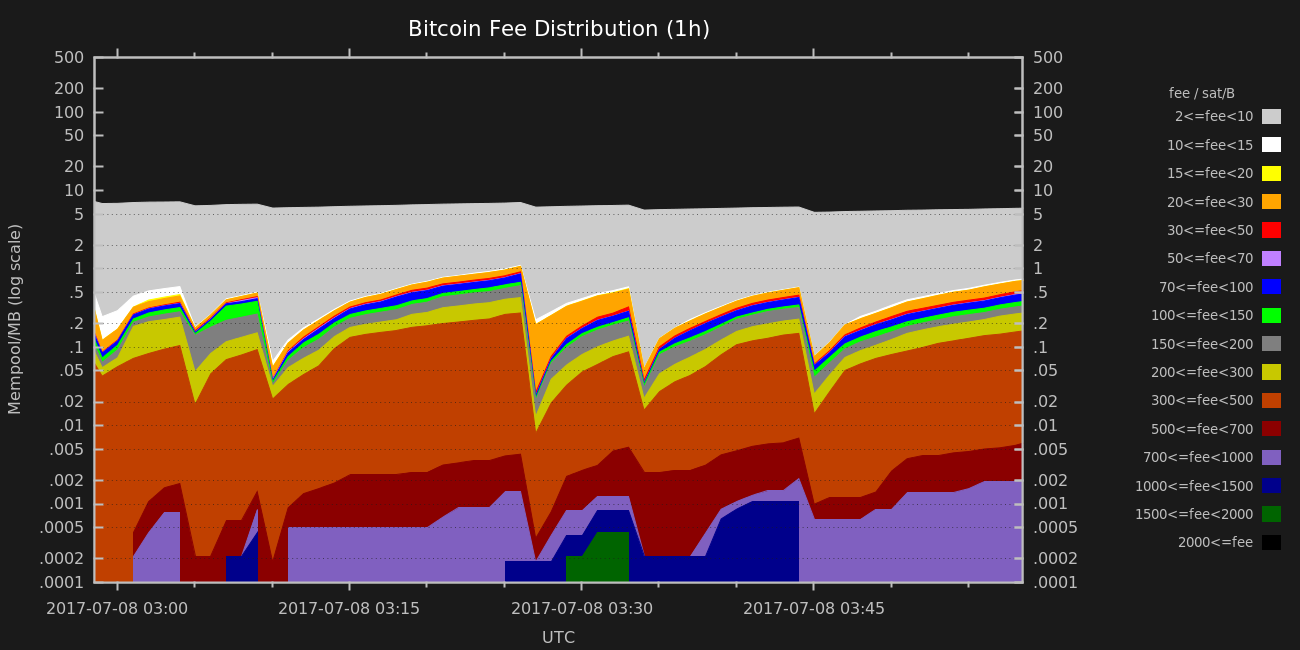 Bitcoin Fee Distribution (1h)
500 500
200 200
100 100
50 50
20 20
10 10
5 5
2 2
1 1
.5 .5
.2 .2
.1 .1
.05 .05
.02 .02
.01 .01
.005 .005
.002 .002
.001 .001
.0005 .0005
.0002 .0002
.0001 .0001
Mempool/MB (log scale)
2017-07-08 03:00 2017-07-08 03:15 2017-07-08 03:30 2017-07-08 03:45
UTC
fee / sat/B
2<=fee<10
10<=fee<15
15<=fee<20
20<=fee<30
30<=fee<50
50<=fee<70
70<=fee<100
100<=fee<150
150<=fee<200
200<=fee<300
300<=fee<500
500<=fee<700
700<=fee<1000
1000<=fee<1500
1500<=fee<2000
2000<=fee